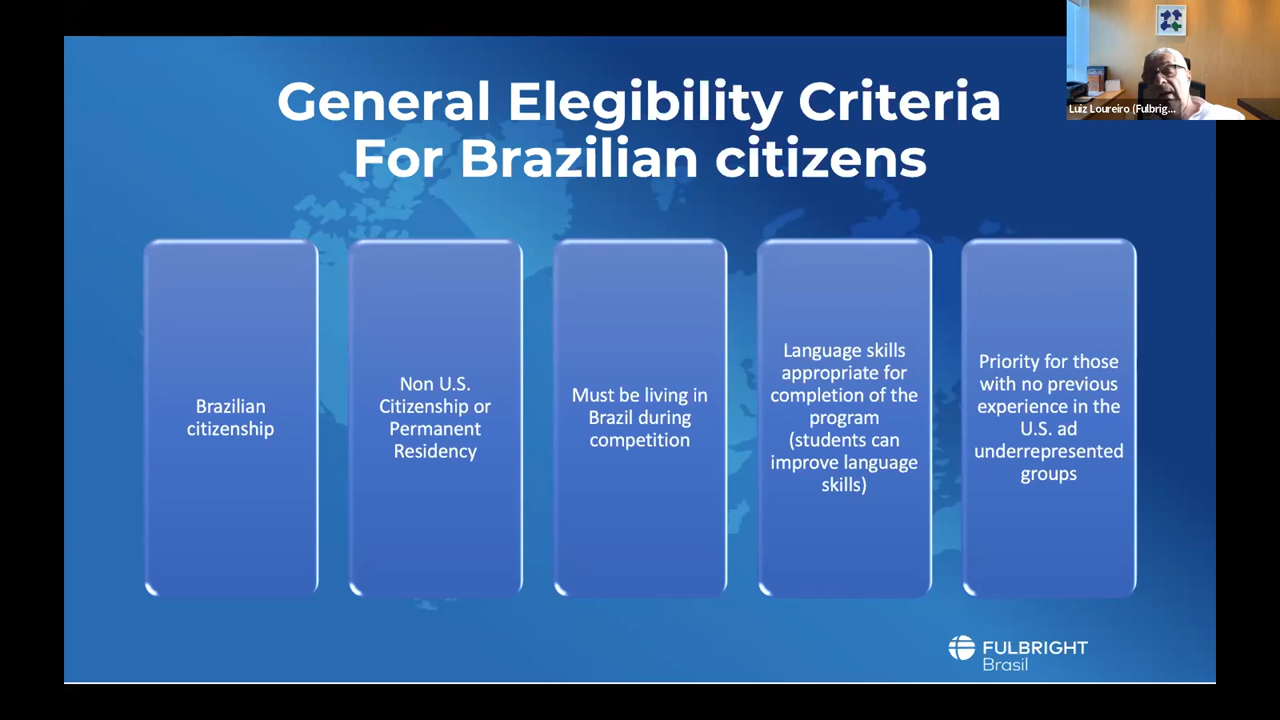 General Elegibility Criteria
For Brazilian citizens
Luiz Loureiro (Fulbrig...
Brazilian
citizenship
Non U.S.
Citizenship or
Permanent
Residency
Must be living in
Brazil during
competition
Language skills
appropriate for
completion of the
program
(students can
improve language
skills)
Priority for those
with no previous
experience in the
U.S. ad
underrepresented
groups
FULBRIGHT
Brasil